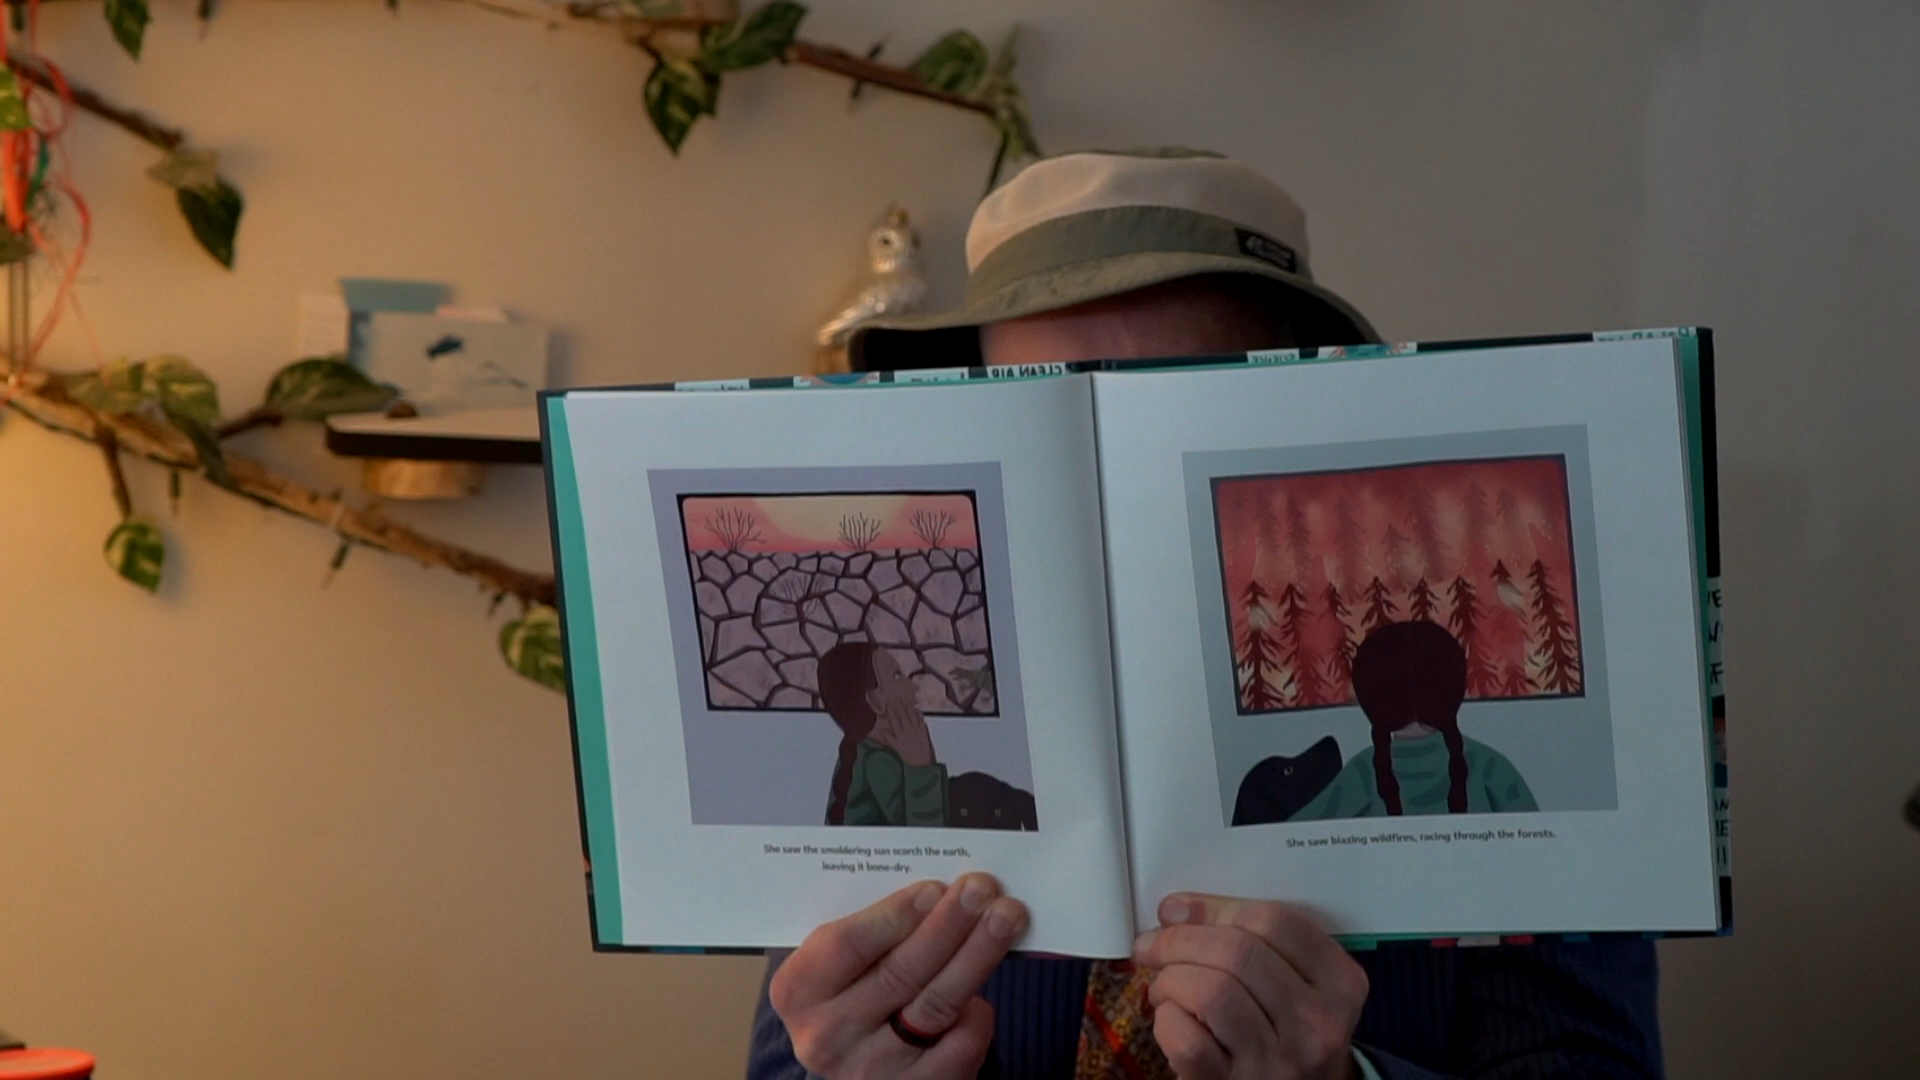 CLEAN AIR
SCIENCE
She saw the smoldering sun scorch the earth,
leaving it bone-dry.
She saw blazing wildfires, racing through the forests.